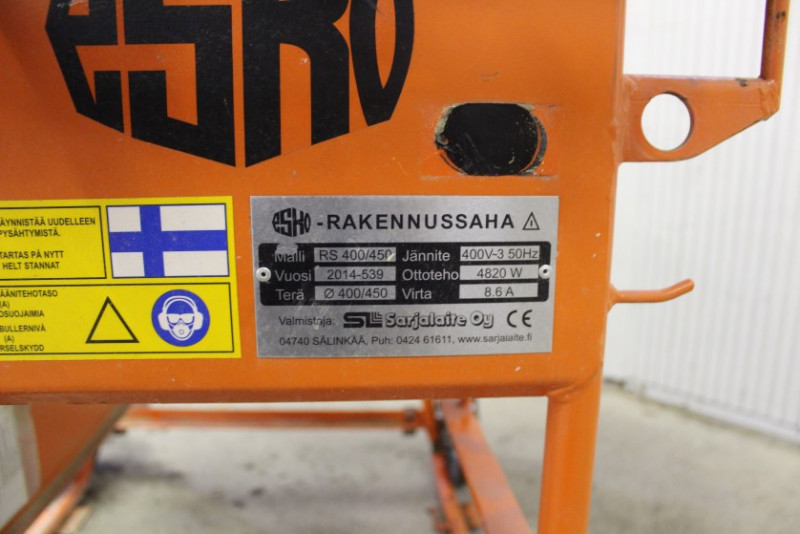 esko
ÄYNNISTÄÄ UUDELLEEN
PYSÄHTYMISTÄ.
TARTAS PÅ NYTT
HELT STANNAT
ÄÄNITEHOTASO
(A)
OSUOJAIMIA
BULLERNIVÅ
(A)
RSELSKYDD
esko -RAKENNUSSAHA
Malli RS 400/450 Jännite 400V~3 50Hz
Vuosi 2014-539 Ottoteho 4820 W
Terä Ø 400/450 Virta 8.6 A
Valmistaja: SL Sarjalaite Oy CE
04740 SÄLINKÄÄ, Puh: 0424 61611, www.sarjalaite.fi